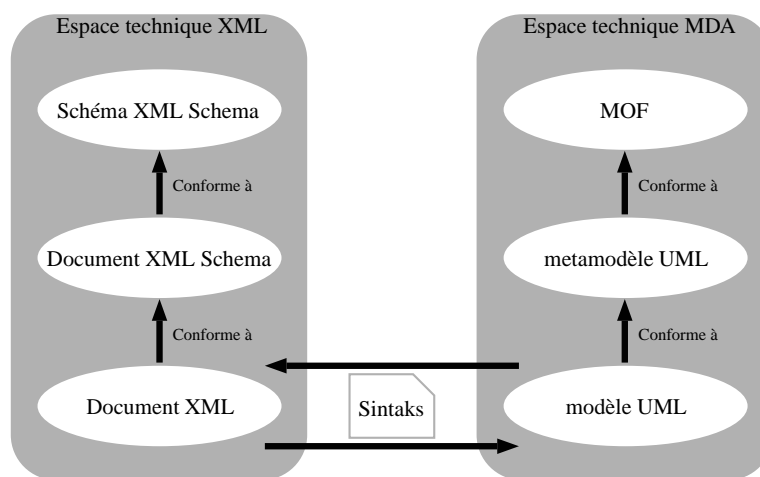 Espace technique XML
Schéma XML Schema
Conforme à
Document XML Schema
Conforme à
Document XML
Sintaks
Espace technique MDA
MOF
Conforme à
metamodèle UML
Conforme à
modèle UML